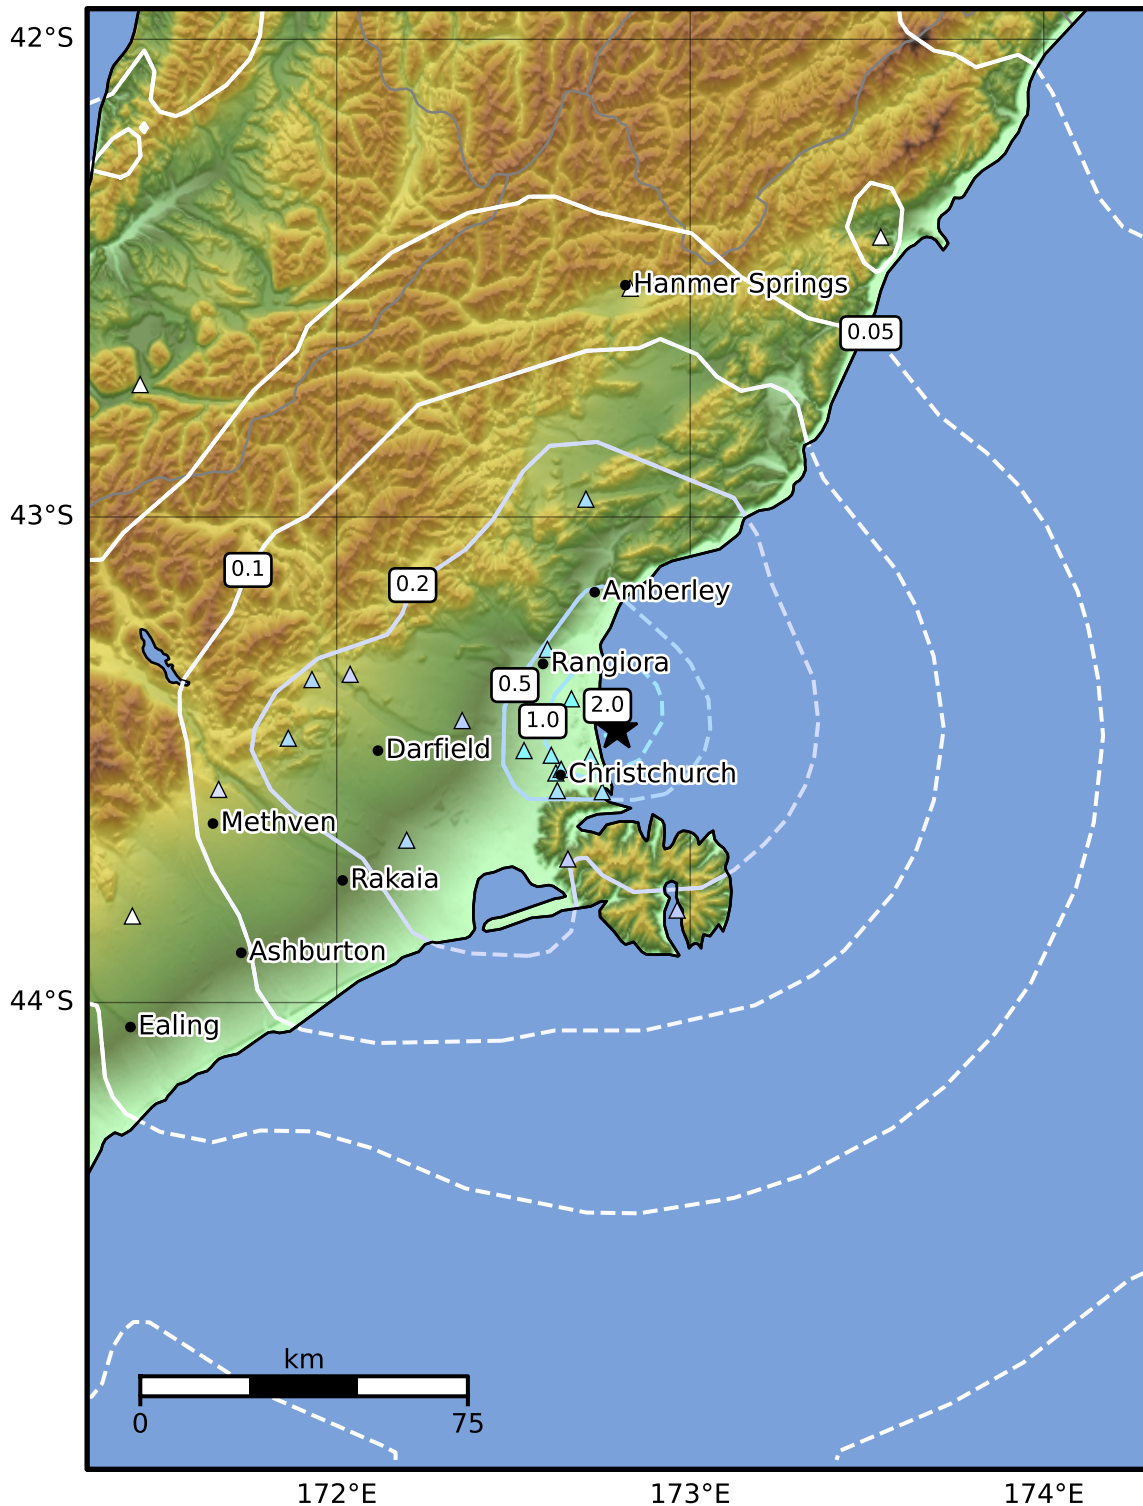 42°S
Hanmer Springs
0.05
43°S
0.1
0.2
Amberley
Rangiora
0.5
2.0
1.0
Darfield
Christchurch
Methven
Rakaia
Ashburton
44°S
Ealing
km
0
75
172°E
173°E
174°E